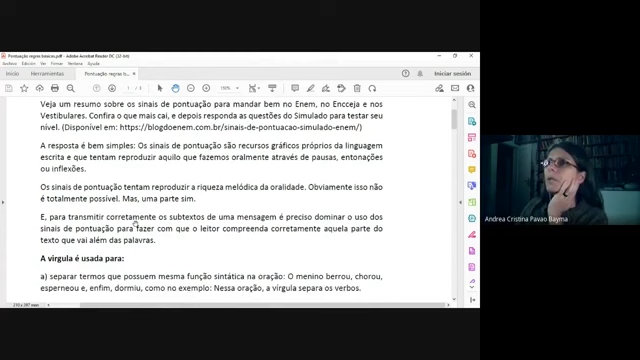 Pontuação regras básicas.pdf - Adobe Acrobat Reader DC (32-bit)
Archivo Edición Ver Firmar Ventana Ayuda
Inicio Herramientas Pontuação regras bás... Iniciar sesión
1 / 8 150%
Veja um resumo sobre os sinais de pontuação para mandar bem no Enem, no Encceja e nos
Vestibulares. Confira o que mais cai, e depois responda as questões do Simulado para testar seu
nível. (Disponível em: https://blogdoenem.com.br/sinais-de-pontuacao-simulado-enem/)
A resposta é bem simples: Os sinais de pontuação são recursos gráficos próprios da linguagem
escrita e que tentam reproduzir aquilo que fazemos oralmente através de pausas, entonações
ou inflexões.
Os sinais de pontuação tentam reproduzir a riqueza melódica da oralidade. Obviamente isso não
é totalmente possível. Mas, uma parte sim.
E, para transmitir corretamente os subtextos de uma mensagem é preciso dominar o uso dos
sinais de pontuação para fazer com que o leitor compreenda corretamente aquela parte do
texto que vai além das palavras.
A vírgula é usada para:
a) separar termos que possuem mesma função sintática na oração: O menino berrou, chorou,
esperneou e, enfim, dormiu, como no exemplo: Nessa oração, a vírgula separa os verbos.
210 x 297 mm
Andrea Cristina Pavao Bayma